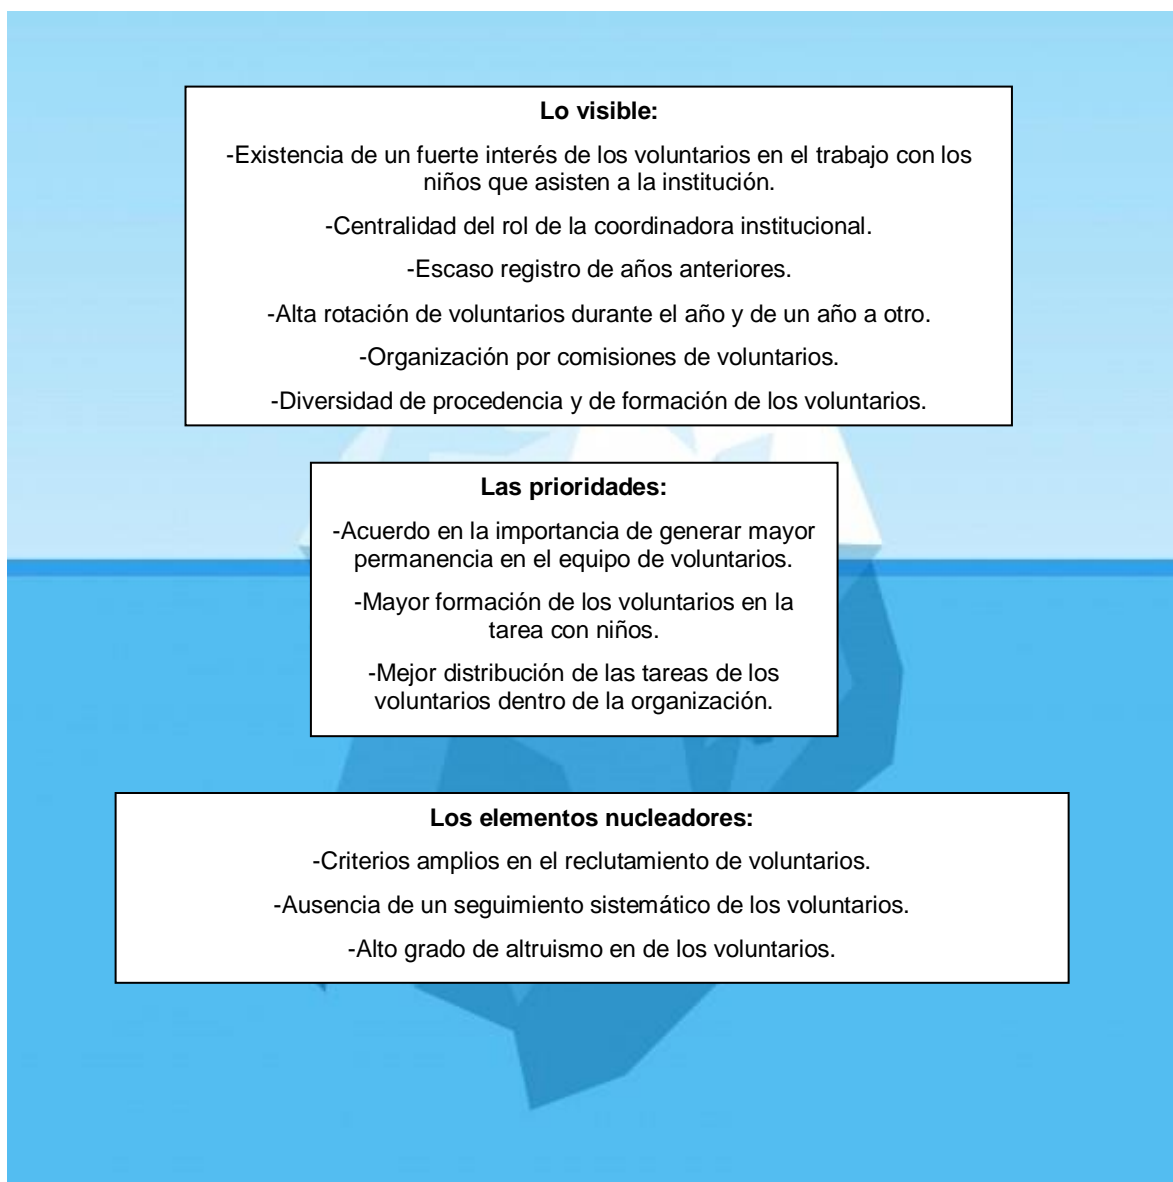 Lo visible:
-Existencia de un fuerte interés de los voluntarios en el trabajo con los
niños que asisten a la institución.
-Centralidad del rol de la coordinadora institucional.
-Escaso registro de años anteriores.
-Alta rotación de voluntarios durante el año y de un año a otro.
-Organización por comisiones de voluntarios.
-Diversidad de procedencia y de formación de los voluntarios.
Las prioridades:
-Acuerdo en la importancia de generar mayor
permanencia en el equipo de voluntarios.
-Mayor formación de los voluntarios en la
tarea con niños.
-Mejor distribución de las tareas de los
voluntarios dentro de la organización.
Los elementos nucleadores:
-Criterios amplios en el reclutamiento de voluntarios.
-Ausencia de un seguimiento sistemático de los voluntarios.
-Alto grado de altruismo en de los voluntarios.